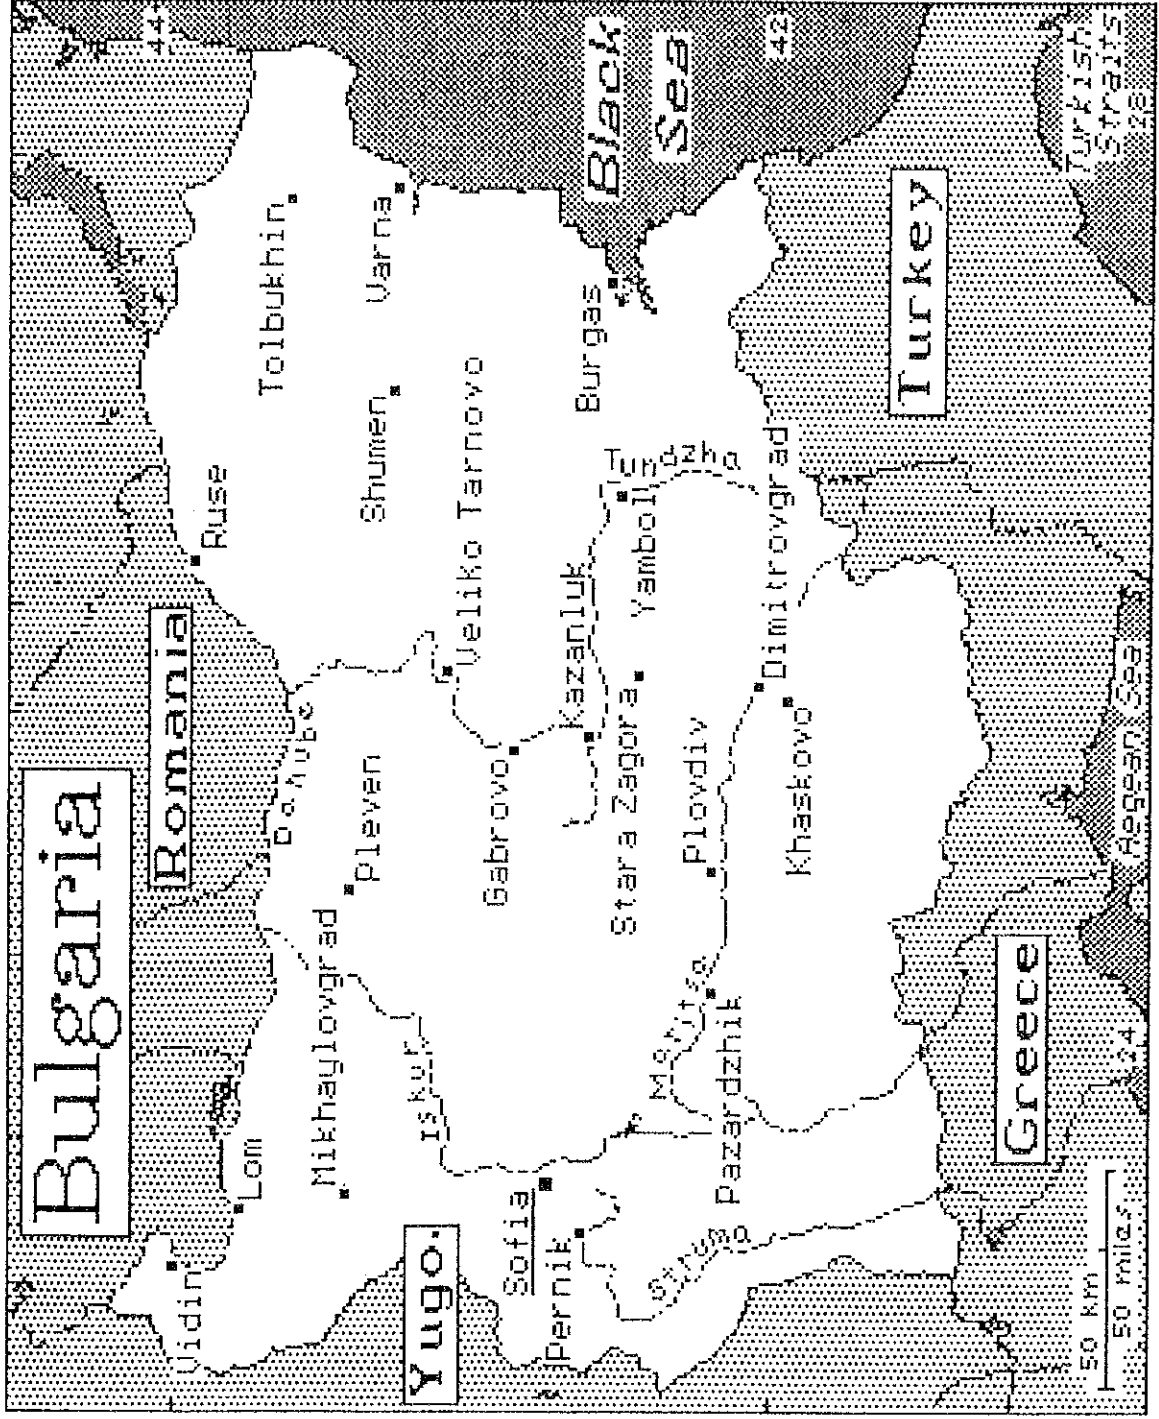 Bulgaria
Romania
44
Vidin
Lom
Danube
Ruse
Tolbukhin
Mikhaylovgrad
Pleven
Shumen
Varna
Yugo.
Iskur
Veliko Tarnovo
Gabrovo
Black
Sea
Sofia
Pernik
Kazanluk
Burgas
Stara Zagora
Yambol
Tundzha
Maritsa
Plovdiv
Struma
Pazardzhik
Dimitrovgrad
42
Khaskovo
Turkey
Greece
50 km
50 miles
24
Aegean Sea
Turkish
Straits
28